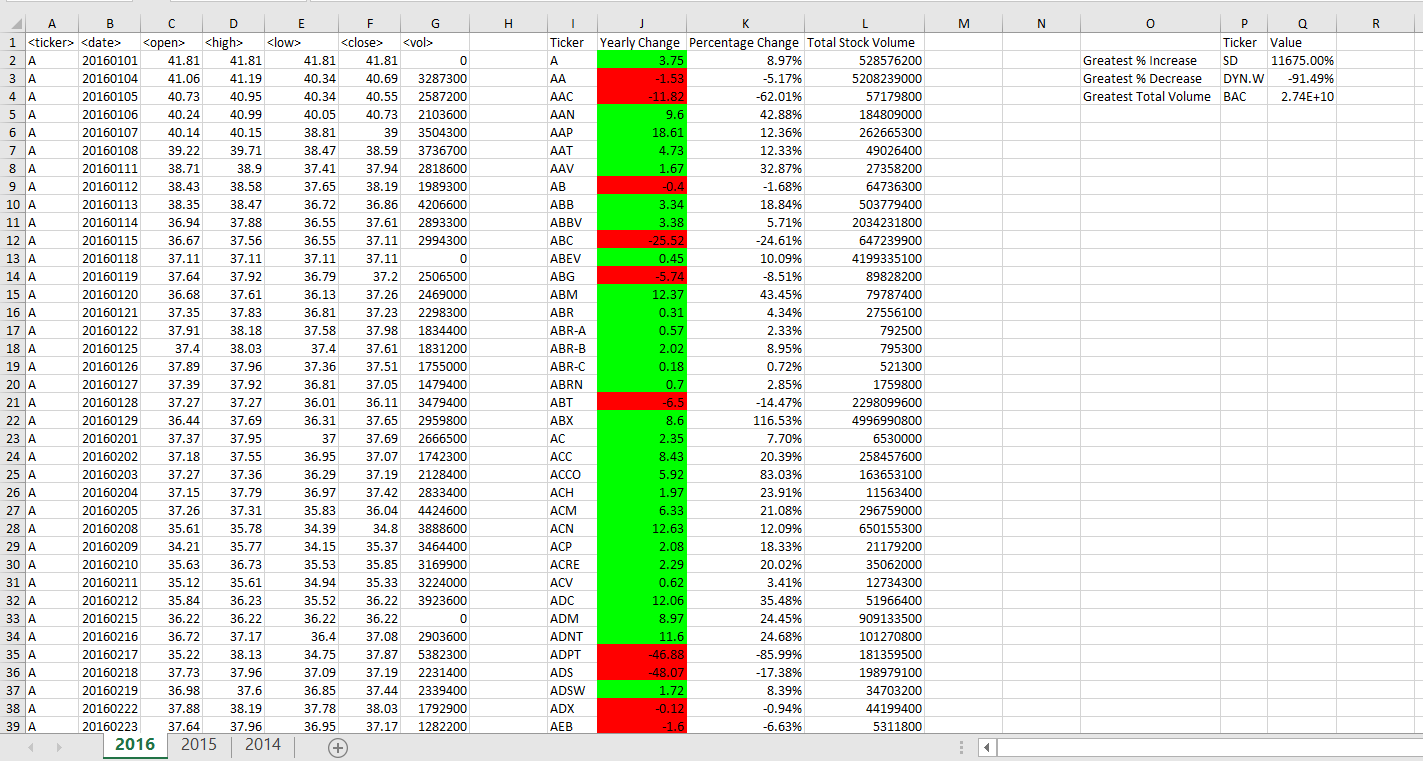 A B C D E F G H I J K L M N O P Q R
1 <ticker> <date> <open> <high> <low> <close> <vol> Ticker Yearly Change Percentage Change Total Stock Volume Ticker Value
2 A 20160101 41.81 41.81 41.81 41.81 0 A 3.75 8.97% 528576200 Greatest % Increase SD 11675.00%
3 A 20160104 41.06 41.19 40.34 40.69 3287300 AA -1.53 -5.17% 5208239000 Greatest % Decrease DYN.W -91.49%
4 A 20160105 40.73 40.95 40.34 40.55 2587200 AAC -11.82 -62.01% 57179800 Greatest Total Volume BAC 2.74E+10
5 A 20160106 40.24 40.99 40.05 40.73 2103600 AAN 9.6 42.88% 184809000
6 A 20160107 40.14 40.15 38.81 39 3504300 AAP 18.61 12.36% 262665300
7 A 20160108 39.22 39.71 38.47 38.59 3736700 AAT 4.73 12.33% 49026400
8 A 20160111 38.71 38.9 37.41 37.94 2818600 AAV 1.67 32.87% 27358200
9 A 20160112 38.43 38.58 37.65 38.19 1989300 AB -0.4 -1.68% 64736300
10 A 20160113 38.35 38.47 36.72 36.86 4206600 ABB 3.34 18.84% 503779400
11 A 20160114 36.94 37.88 36.55 37.61 2893300 ABBV 3.38 5.71% 2034231800
12 A 20160115 36.67 37.56 36.55 37.11 2994300 ABC -25.52 -24.61% 647239900
13 A 20160118 37.11 37.11 37.11 37.11 0 ABEV 0.45 10.09% 4199335100
14 A 20160119 37.64 37.92 36.79 37.2 2506500 ABG -5.74 -8.51% 89828200
15 A 20160120 36.68 37.61 36.13 37.26 2469000 ABM 12.37 43.45% 79787400
16 A 20160121 37.35 37.83 36.81 37.23 2298300 ABR 0.31 4.34% 27556100
17 A 20160122 37.91 38.18 37.58 37.98 1834400 ABR-A 0.57 2.33% 792500
18 A 20160125 37.4 38.03 37.4 37.61 1831200 ABR-B 2.02 8.95% 795300
19 A 20160126 37.89 37.96 37.36 37.51 1755000 ABR-C 0.18 0.72% 521300
20 A 20160127 37.39 37.92 36.81 37.05 1479400 ABRN 0.7 2.85% 1759800
21 A 20160128 37.27 37.27 36.01 36.11 3479400 ABT -6.5 -14.47% 2298099600
22 A 20160129 36.44 37.69 36.31 37.65 2959800 ABX 8.6 116.53% 4996990800
23 A 20160201 37.37 37.95 37 37.69 2666500 AC 2.35 7.70% 6530000
24 A 20160202 37.18 37.55 36.95 37.07 1742300 ACC 8.43 20.39% 258457600
25 A 20160203 37.27 37.36 36.29 37.19 2128400 ACCO 5.92 83.03% 163653100
26 A 20160204 37.15 37.79 36.97 37.42 2833400 ACH 1.97 23.91% 11563400
27 A 20160205 37.26 37.31 35.83 36.04 4424600 ACM 6.33 21.08% 296759000
28 A 20160208 35.61 35.78 34.39 34.8 3888600 ACN 12.63 12.09% 650155300
29 A 20160209 34.21 35.77 34.15 35.37 3464400 ACP 2.08 18.33% 21179200
30 A 20160210 35.63 36.73 35.53 35.85 3169900 ACRE 2.29 20.02% 35062000
31 A 20160211 35.12 35.61 34.94 35.33 3224000 ACV 0.62 3.41% 12734300
32 A 20160212 35.84 36.23 35.52 36.22 3923600 ADC 12.06 35.48% 51966400
33 A 20160215 36.22 36.22 36.22 36.22 0 ADM 8.97 24.45% 909133500
34 A 20160216 36.72 37.17 36.4 37.08 2903600 ADNT 11.6 24.68% 101270800
35 A 20160217 35.22 38.13 34.75 37.87 5382300 ADPT -46.88 -85.99% 181359500
36 A 20160218 37.73 37.96 37.09 37.19 2231400 ADS -48.07 -17.38% 198979100
37 A 20160219 36.98 37.6 36.85 37.44 2339400 ADSW 1.72 8.39% 34703200
38 A 20160222 37.88 38.19 37.78 38.03 1792900 ADX -0.12 -0.94% 44199400
39 A 20160223 37.64 37.96 36.95 37.17 1282200 AEB -1.6 -6.63% 5311800
2016 2015 2014